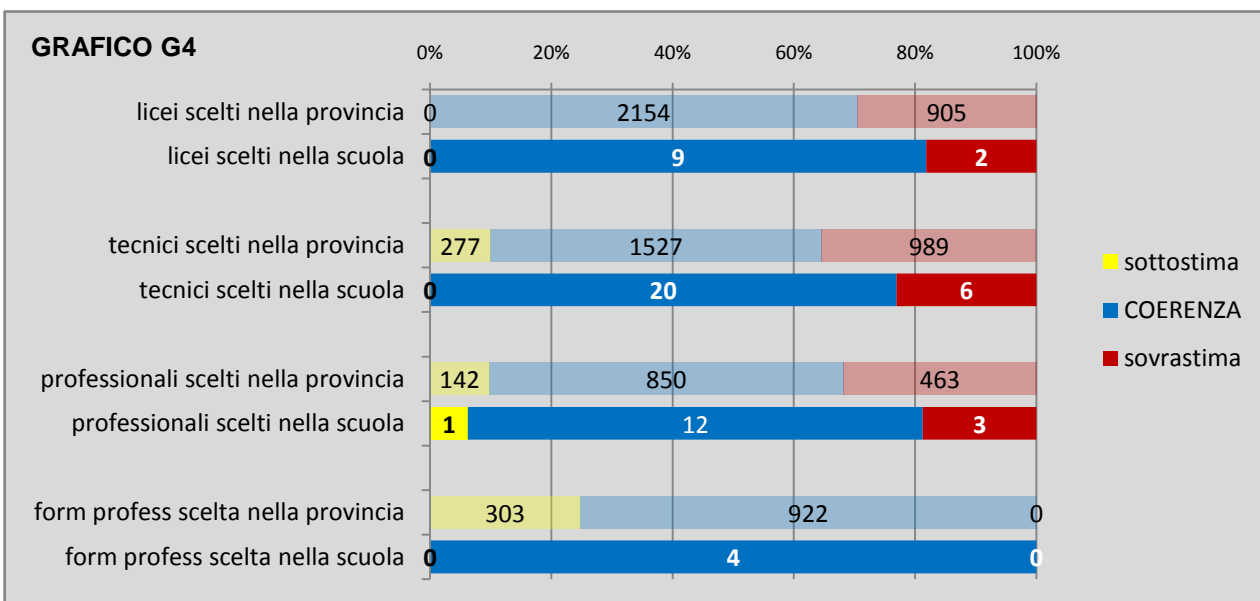 GRAFICO G4
0% 20% 40% 60% 80% 100%
licei scelti nella provincia 0 2154 905
licei scelti nella scuola 0 9 2
tecnici scelti nella provincia 277 1527 989
tecnici scelti nella scuola 0 20 6
professionali scelti nella provincia 142 850 463
professionali scelti nella scuola 1 12 3
form profess scelta nella provincia 303 922 0
form profess scelta nella scuola 0 4 0
sottostima
COERENZA
sovrastima